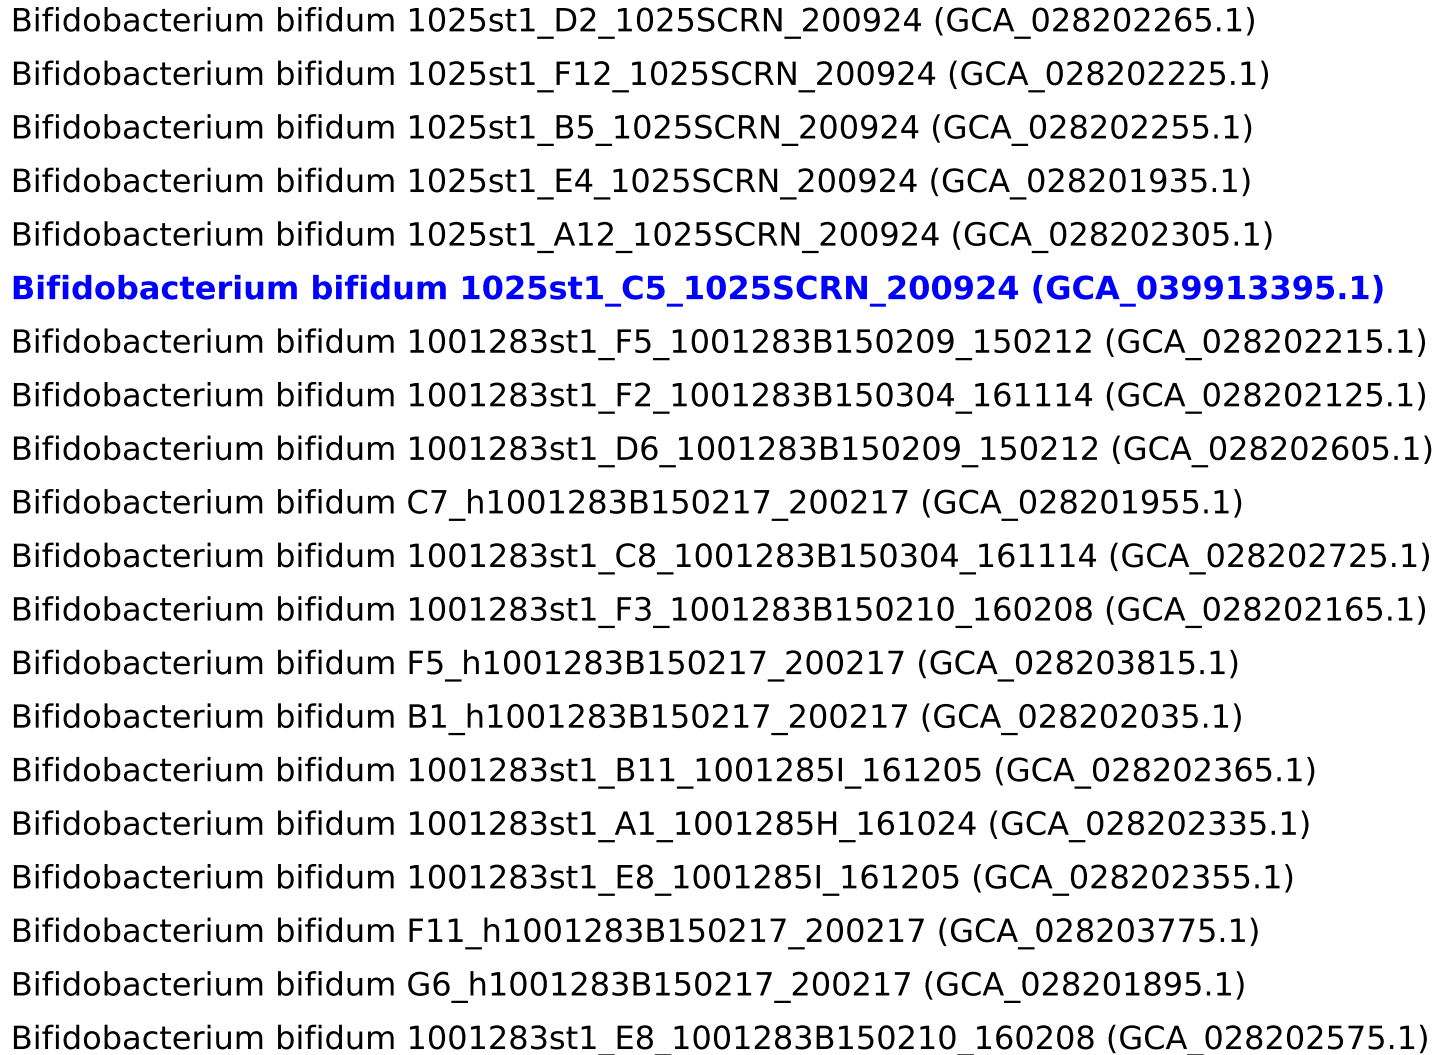 Bifidobacterium bifidum 1025st1_D2_1025SCRN_200924 (GCA_028202265.1)
Bifidobacterium bifidum 1025st1_F12_1025SCRN_200924 (GCA_028202225.1)
Bifidobacterium bifidum 1025st1_B5_1025SCRN_200924 (GCA_028202255.1)
Bifidobacterium bifidum 1025st1_E4_1025SCRN_200924 (GCA_028201935.1)
Bifidobacterium bifidum 1025st1_A12_1025SCRN_200924 (GCA_028202305.1)
Bifidobacterium bifidum 1025st1_C5_1025SCRN_200924 (GCA_039913395.1)
Bifidobacterium bifidum 1001283st1_F5_1001283B150209_150212 (GCA_028202215.1)
Bifidobacterium bifidum 1001283st1_F2_1001283B150304_161114 (GCA_028202125.1)
Bifidobacterium bifidum 1001283st1_D6_1001283B150209_150212 (GCA_028202605.1)
Bifidobacterium bifidum C7_h1001283B150217_200217 (GCA_028201955.1)
Bifidobacterium bifidum 1001283st1_C8_1001283B150304_161114 (GCA_028202725.1)
Bifidobacterium bifidum 1001283st1_F3_1001283B150210_160208 (GCA_028202165.1)
Bifidobacterium bifidum F5_h1001283B150217_200217 (GCA_028203815.1)
Bifidobacterium bifidum B1_h1001283B150217_200217 (GCA_028202035.1)
Bifidobacterium bifidum 1001283st1_B11_1001285I_161205 (GCA_028202365.1)
Bifidobacterium bifidum 1001283st1_A1_1001285H_161024 (GCA_028202335.1)
Bifidobacterium bifidum 1001283st1_E8_1001285I_161205 (GCA_028202355.1)
Bifidobacterium bifidum F11_h1001283B150217_200217 (GCA_028203775.1)
Bifidobacterium bifidum G6_h1001283B150217_200217 (GCA_028201895.1)
Bifidobacterium bifidum 1001283st1_E8_1001283B150210_160208 (GCA_028202575.1)